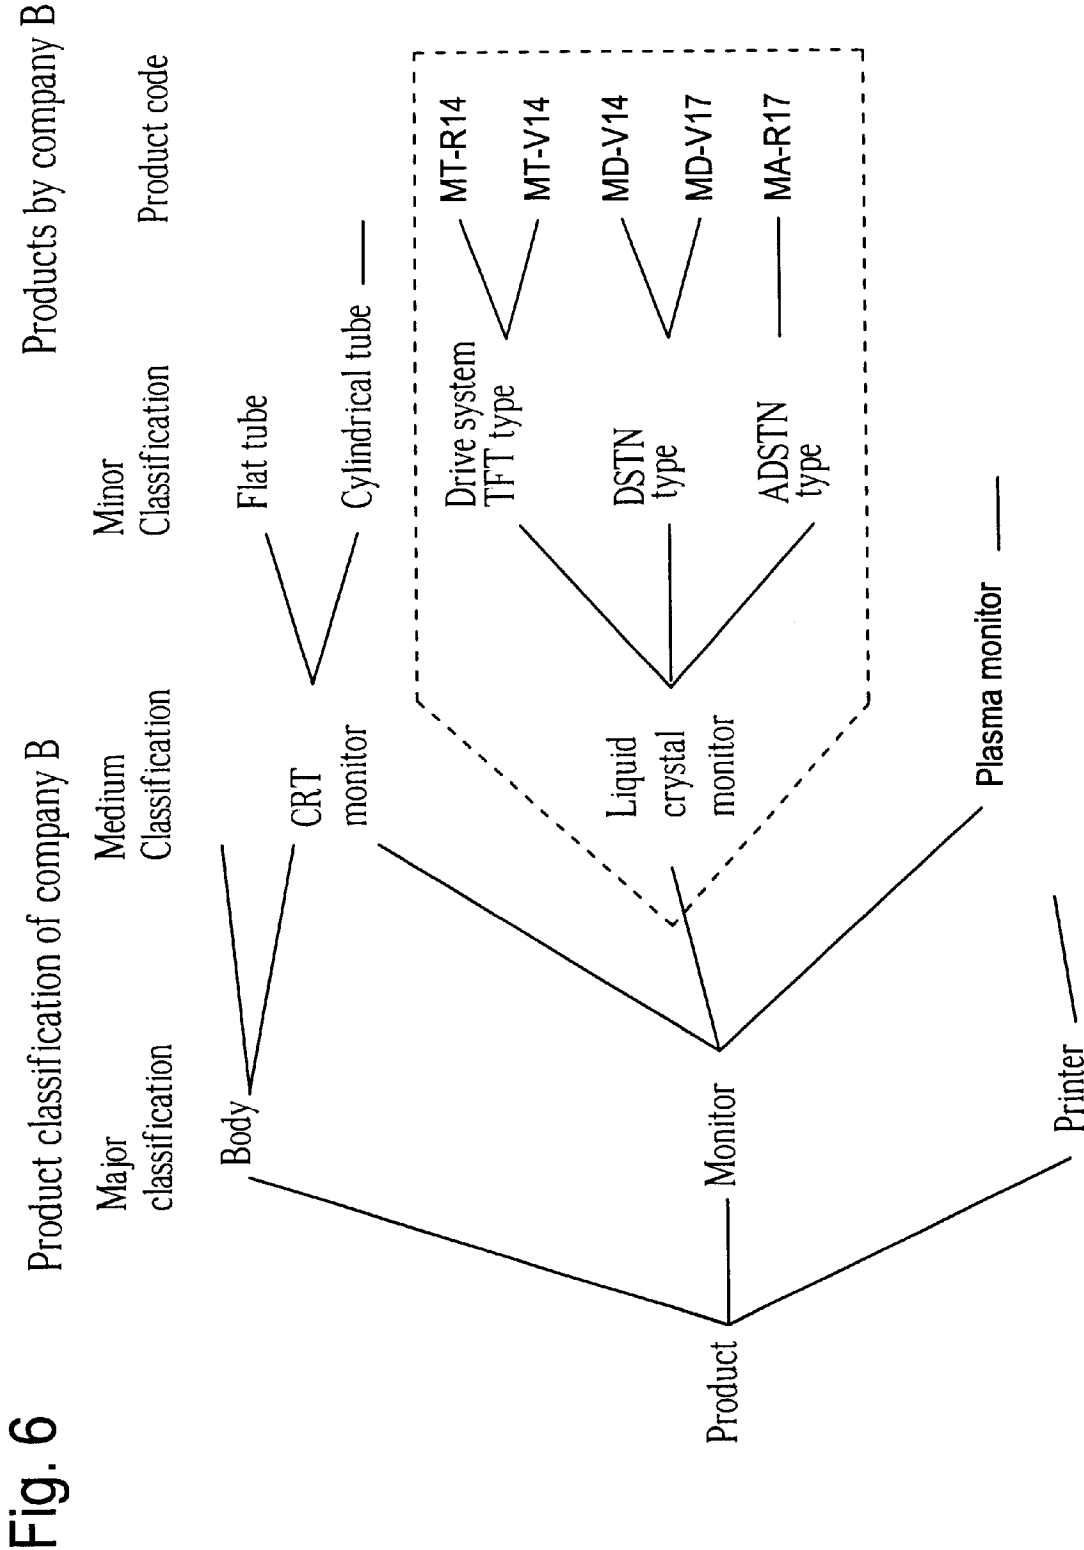 Fig. 6
Product classification of company B
Products by company B
Major
classification
Medium
Classification
Minor
Classification
Product code
Product
Body
Monitor
Printer
CRT
monitor
Liquid
crystal
monitor
Plasma monitor
Flat tube
Cylindrical tube
Drive system
TFT type
DSTN
type
ADSTN
type
MT-R14
MT-V14
MD-V14
MD-V17
MA-R17